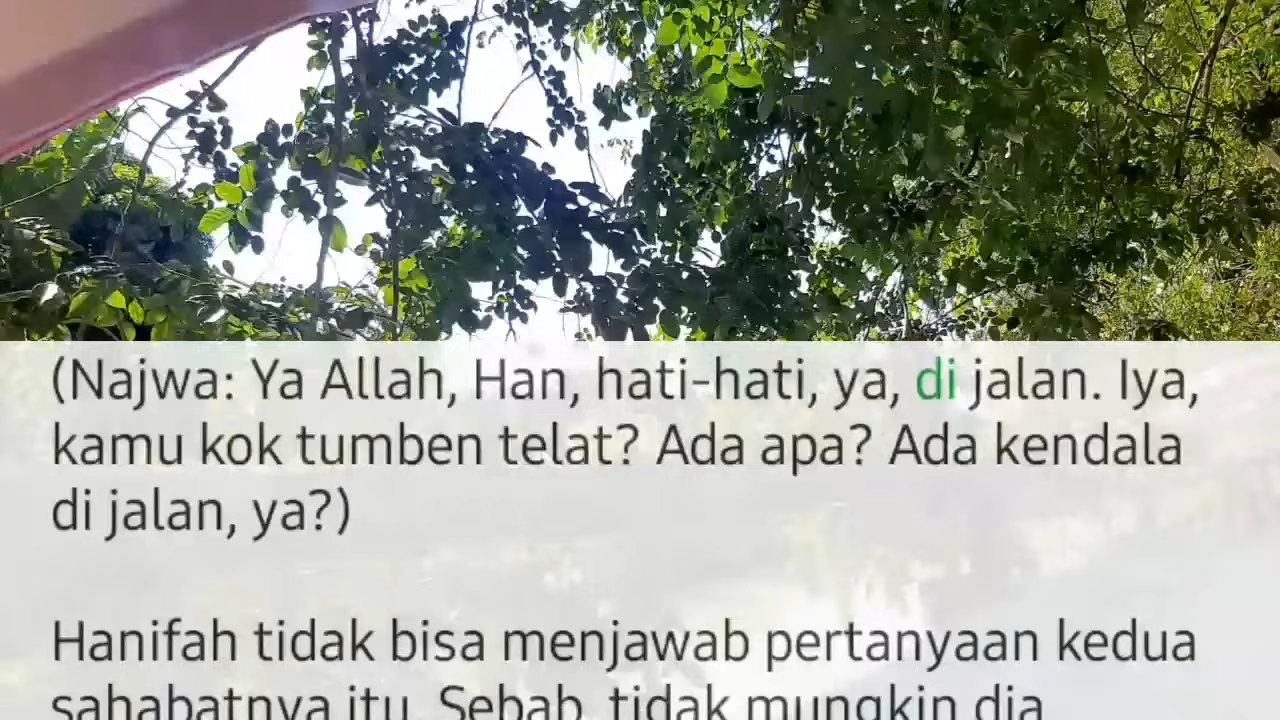 (Najwa: Ya Allah, Han, hati-hati, ya, di jalan. Iya,
kamu kok tumben telat? Ada apa? Ada kendala
di jalan, ya?)
Hanifah tidak bisa menjawab pertanyaan kedua
sahabatnya itu. Sebab, tidak mungkin dia